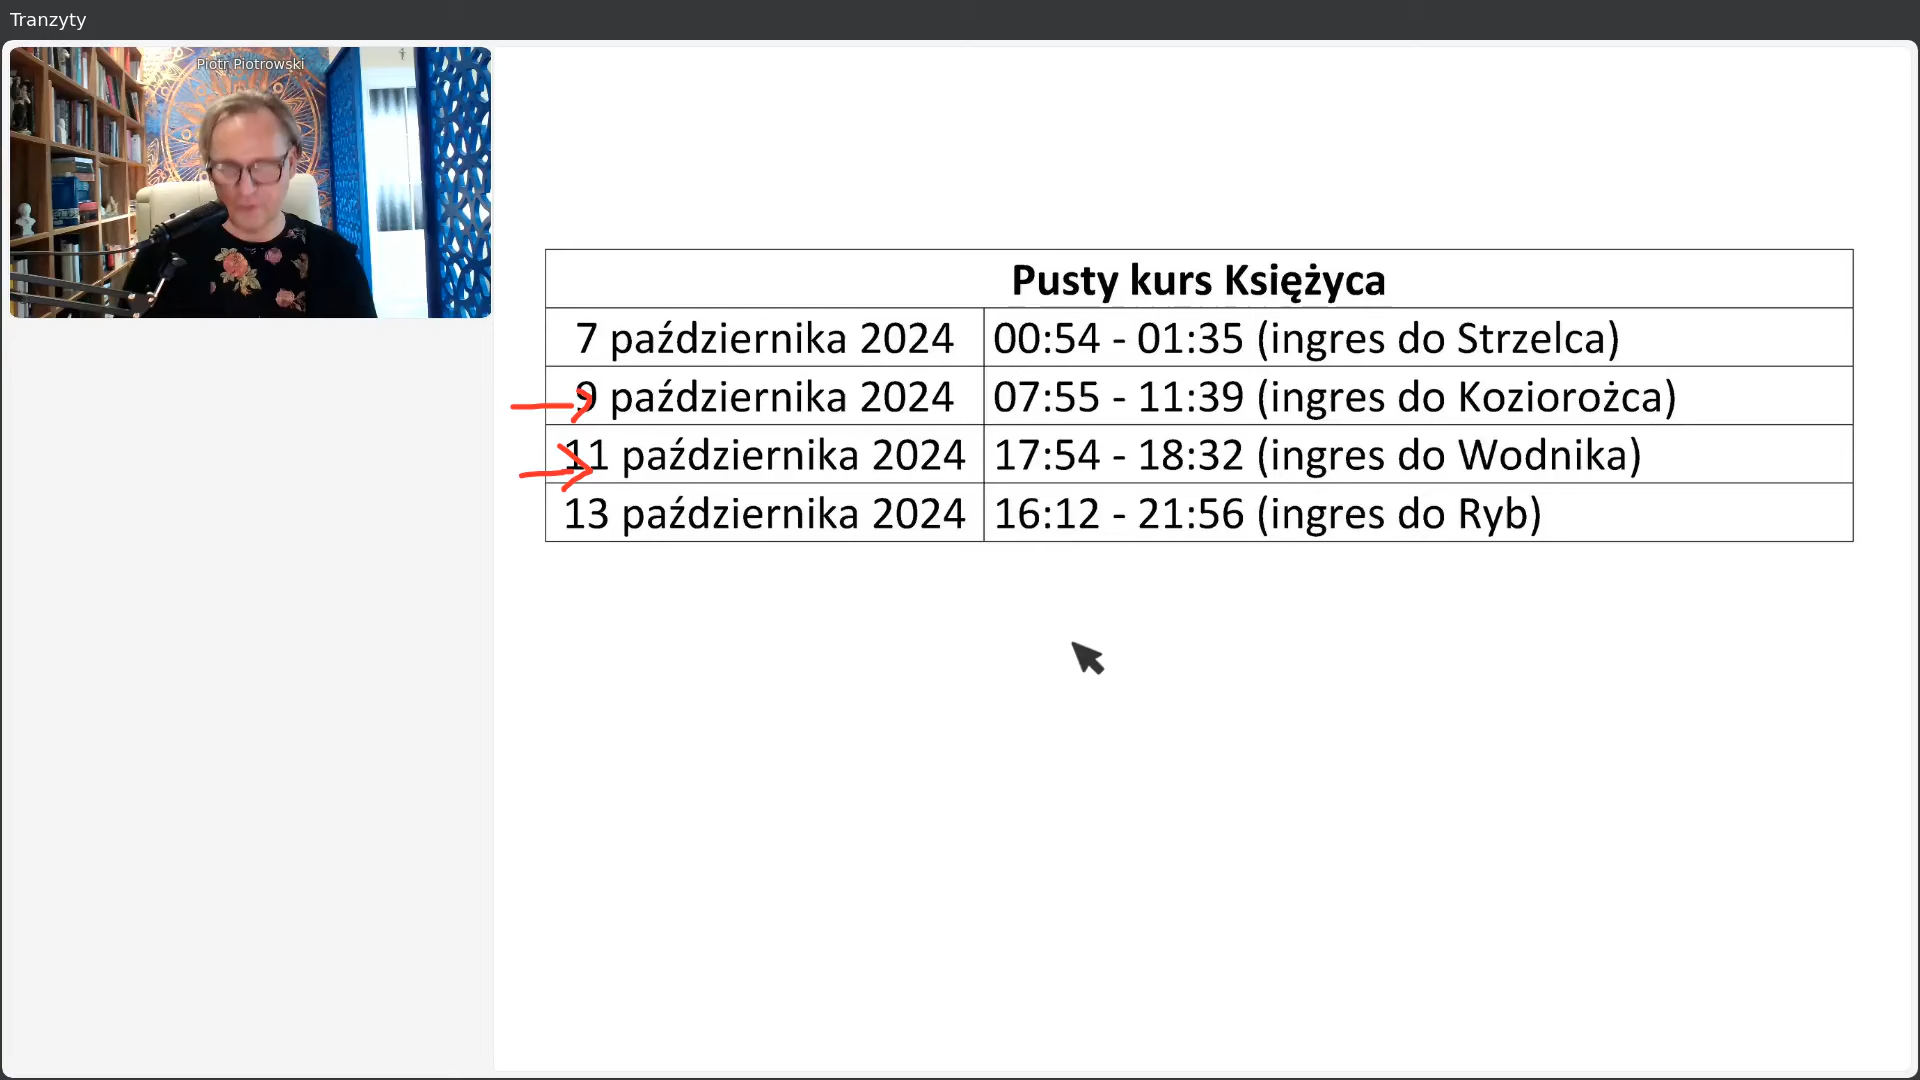 Tranzyty
Piotr Piotrowski
Pusty kurs Księżyca
7 października 2024 00:54 - 01:35 (ingres do Strzelca)
9 października 2024 07:55 - 11:39 (ingres do Koziorożca)
11 października 2024 17:54 - 18:32 (ingres do Wodnika)
13 października 2024 16:12 - 21:56 (ingres do Ryb)